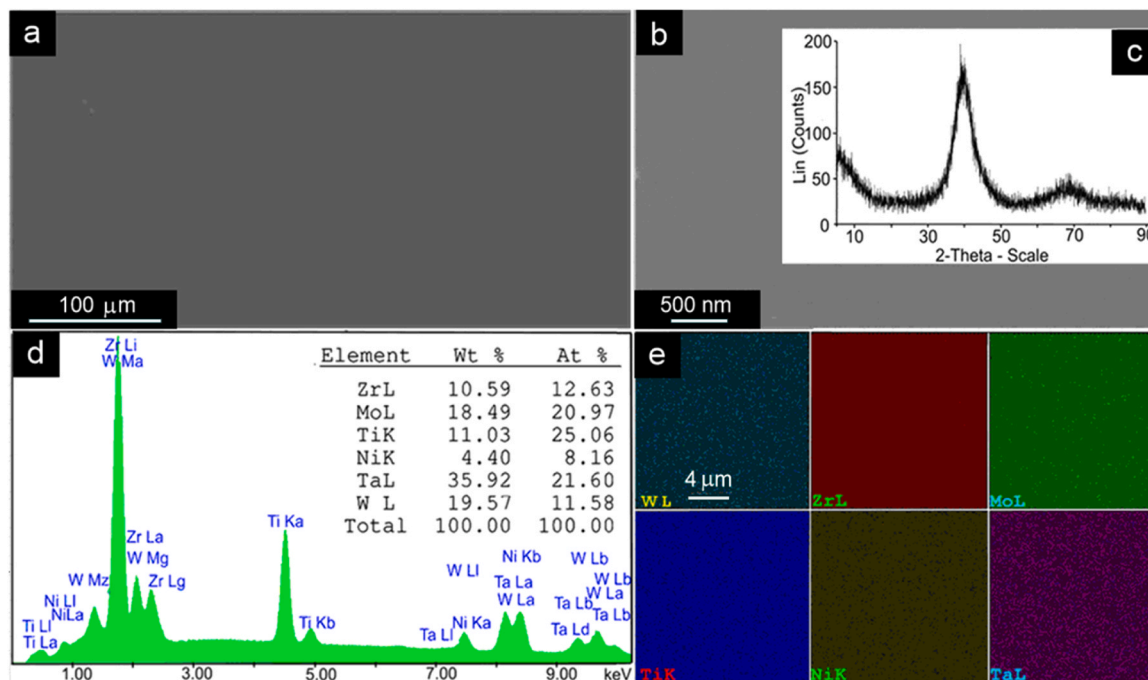 a
100 μm
b
500 nm
c
200
150
100
50
0
Lin (Counts)
10 30 50 70 90
2-Theta - Scale
d
Element Wt % At %
ZrL 10.59 12.63
MoL 18.49 20.97
TiK 11.03 25.06
NiK 4.40 8.16
TaL 35.92 21.60
W L 19.57 11.58
Total 100.00 100.00
Zr Ll
W Ma
Zr La
W Mg
Zr Lg
W Mz
Ni Ll
NiLa
Ti Ll
Ti La
Ti Ka
Ti Kb
Ta Ll
W Ll
Ni Ka
Ni Kb
Ta La
W La
W Lb
Ta Lb
Ta Ld
W Lb
W La
Ta Lb
1.00 3.00 5.00 7.00 9.00 keV
e
4 μm
W L ZrL MoL
TiK NiK TaL